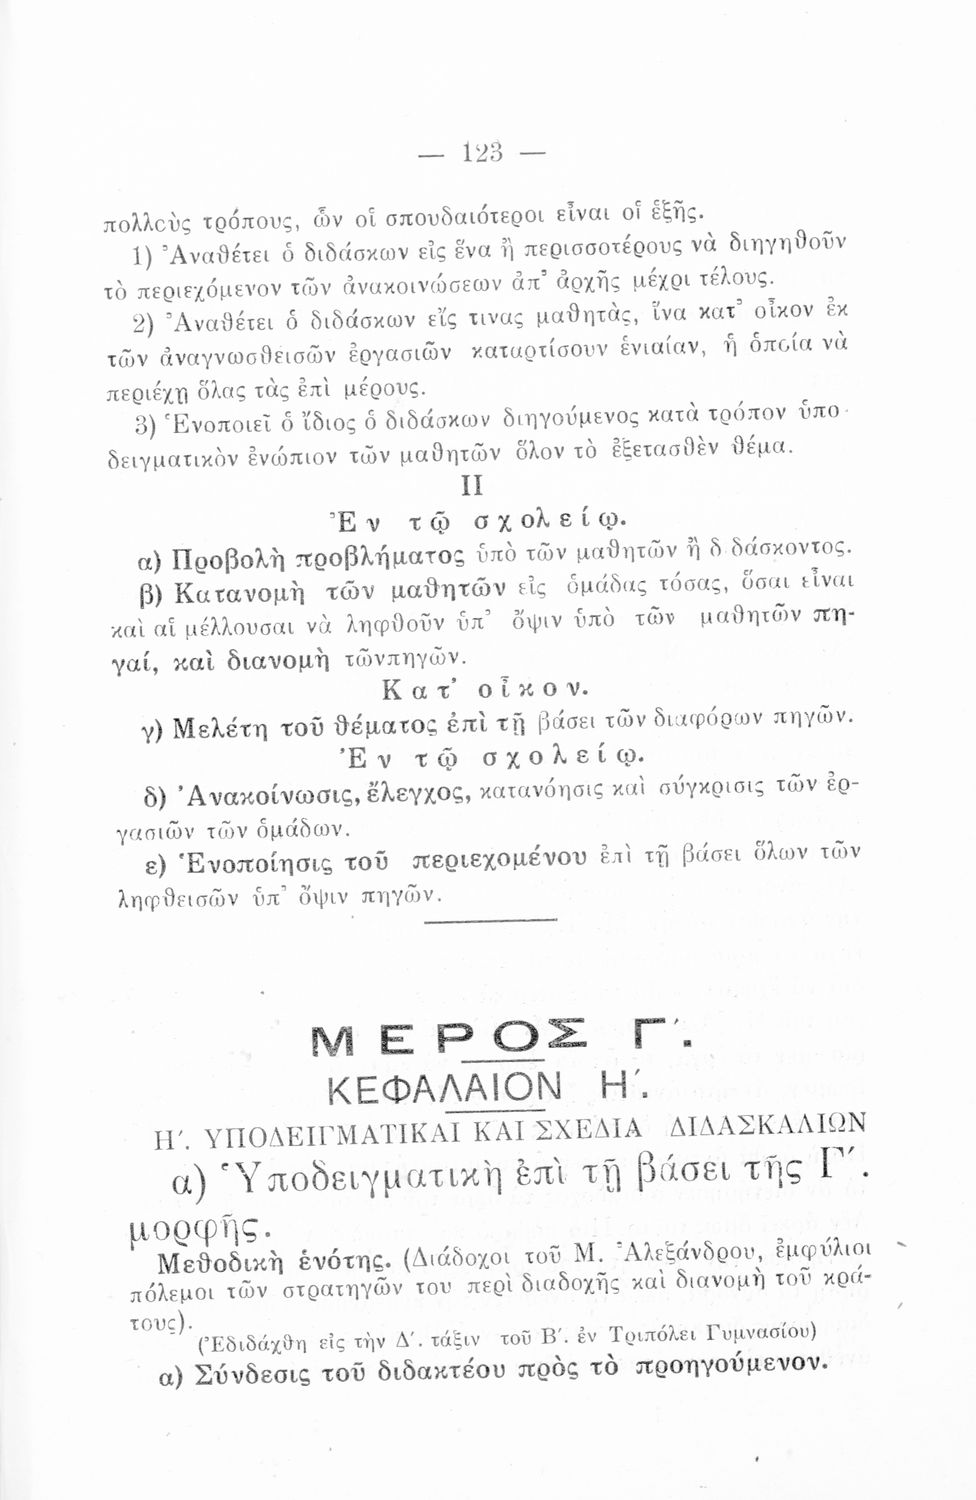 — 123 —
πολλοὺς τρόπους, ὧν οἱ σπουδαιότεροι εἶναι οἱ ἑξῆς.
1) Ἀναθέτει ὁ διδάσκων εἰς ἕνα ἢ περισσοτέρους νὰ διηγηθοῦν
τὸ περιεχόμενον τῶν ἀνακοινώσεων ἀπ' ἀρχῆς μέχρι τέλους.
2) Ἀναθέτει ὁ διδάσκων εἴς τινας μαθητὰς, ἵνα κατ' οἶκον ἐκ
τῶν ἀναγνωσθεισῶν ἐργασιῶν καταρτίσουν ἑνιαίαν, ἡ ὁποία νὰ
περιέχῃ ὅλας τὰς ἐπὶ μέρους.
3) Ἑνοποιεῖ ὁ ἴδιος ὁ διδάσκων διηγούμενος κατὰ τρόπον ὑπο-
δειγματικὸν ἐνώπιον τῶν μαθητῶν ὅλον τὸ ἐξετασθὲν θέμα.
II
Ἐν τῷ σχολείῳ.
α) Προβολὴ προβλήματος ὑπὸ τῶν μαθητῶν ἢ δ δάσκοντος.
β) Κατανομὴ τῶν μαθητῶν εἰς ὁμάδας τόσας, ὅσαι εἶναι
καὶ αἱ μέλλουσαι νὰ ληφθοῦν ὑπ' ὄψιν ὑπὸ τῶν μαθητῶν πη-
γαί, καὶ διανομὴ τῶνπηγῶν.
Κατ' οἶκον.
γ) Μελέτη τοῦ θέματος ἐπὶ τῇ βάσει τῶν διαφόρων πηγῶν.
Ἐν τῷ σχολείῳ.
δ) Ἀνακοίνωσις, ἔλεγχος, κατανόησις καὶ σύγκρισις τῶν ἐρ-
γασιῶν τῶν ὁμάδων.
ε) Ἑνοποίησις τοῦ περιεχομένου ἐπὶ τῇ βάσει ὅλων τῶν
ληφθεισῶν ὑπ' ὄψιν πηγῶν.
ΜΕΡΟΣ Γ΄.
ΚΕΦΑΛΑΙΟΝ Η΄.
Η΄. ΥΠΟΔΕΙΓΜΑΤΙΚΑΙ ΚΑΙ ΣΧΕΔΙΑ ΔΙΔΑΣΚΑΛΙΩΝ
α) Ὑποδειγματικὴ ἐπὶ τῇ βάσει τῆς Γ΄.
μορφῆς.
Μεθοδικὴ ἑνότης. (Διάδοχοι τοῦ Μ. Ἀλεξάνδρου, ἐμφύλιοι
πόλεμοι τῶν στρατηγῶν του περὶ διαδοχῆς καὶ διανομὴ τοῦ κρά-
τους).
(Ἐδιδάχθη εἰς τὴν Δ΄. τάξιν τοῦ Β΄. ἐν Τριπόλει Γυμνασίου)
α) Σύνδεσις τοῦ διδακτέου πρὸς τὸ προηγούμενον.